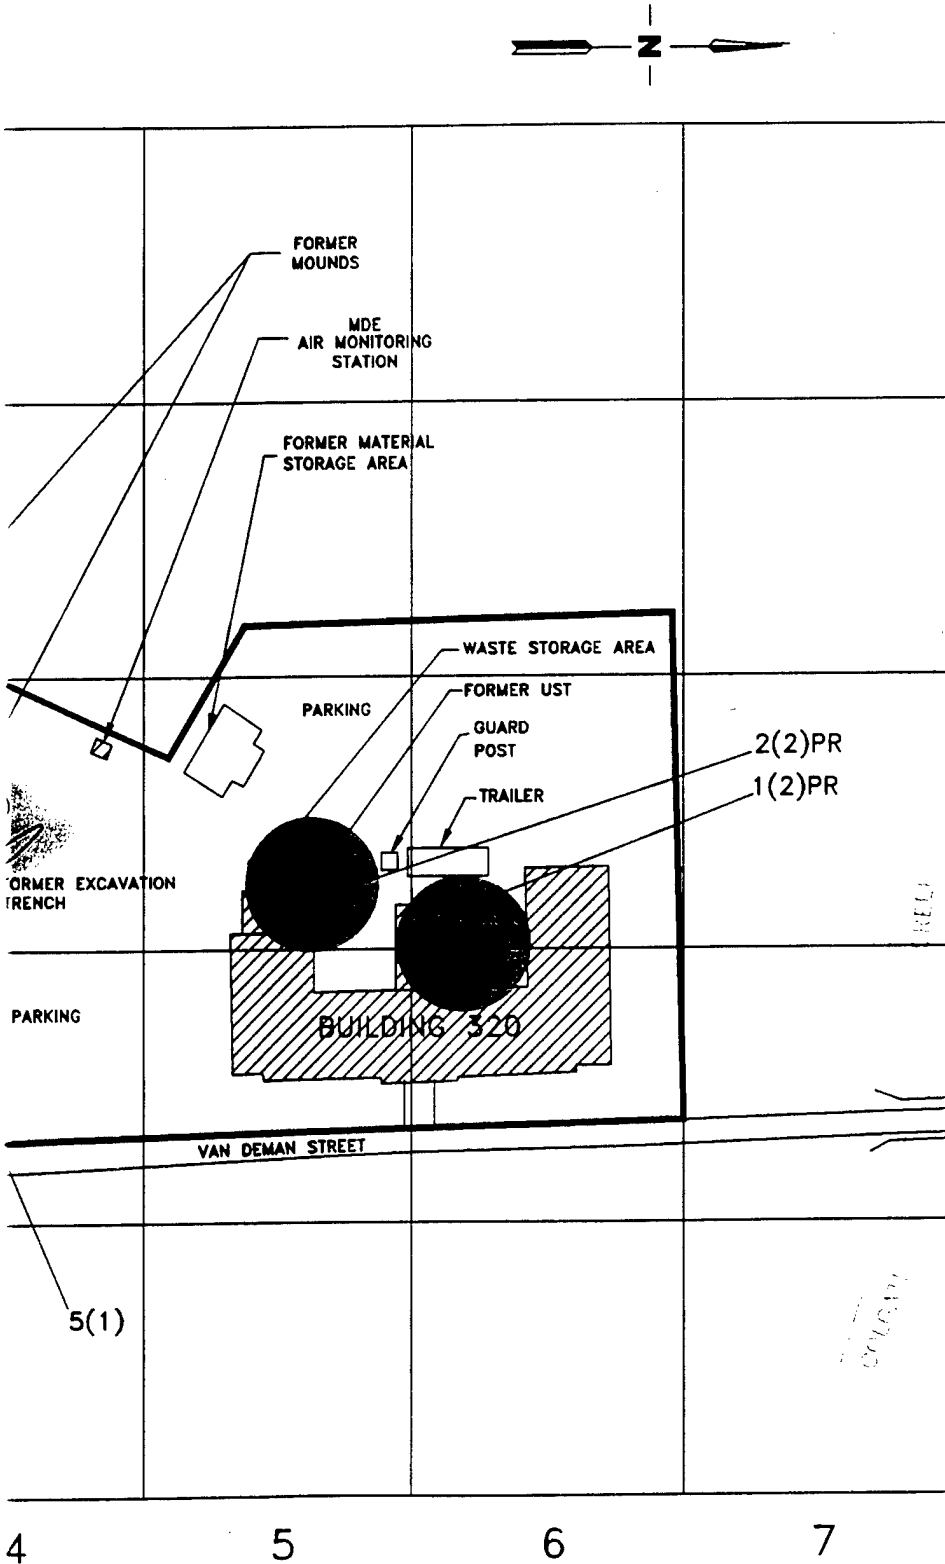 N
FORMER
MOUNDS
MDE
AIR MONITORING
STATION
FORMER MATERIAL
STORAGE AREA
WASTE STORAGE AREA
FORMER UST
PARKING
GUARD
POST
2(2)PR
1(2)PR
TRAILER
ORMER EXCAVATION
RENCH
PARKING
BUILDING 320
VAN DEMAN STREET
5(1)
4 5 6 7